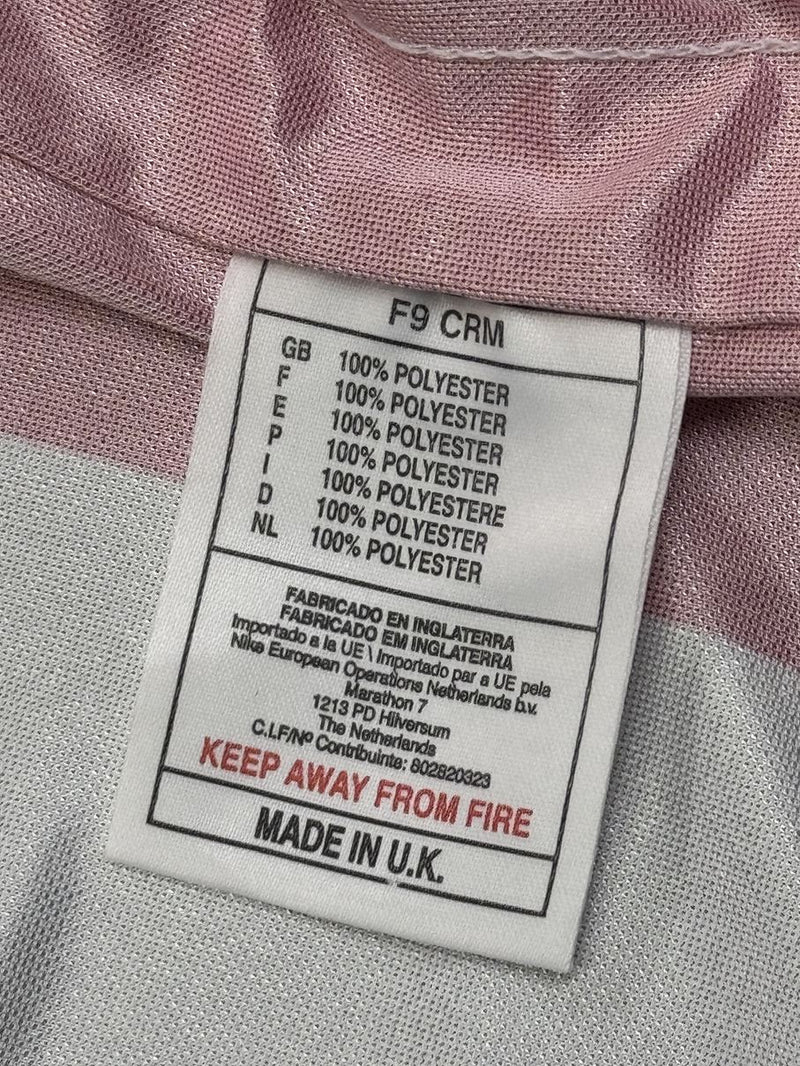 F9 CRM
GB 100% POLYESTER
F 100% POLYESTER
E 100% POLYESTER
P 100% POLYESTER
I 100% POLYESTERE
D 100% POLYESTER
NL 100% POLYESTER
FABRICADO EN INGLATERRA
FABRICADO EM INGLATERRA
Importado a la UE \ Importado par a UE pela
Nike European Operations Netherlands b.v.
Marathon 7
1213 PD Hilversum
The Netherlands
C.I.F/Nº Contribuinte: 802820323
KEEP AWAY FROM FIRE
MADE IN U.K.